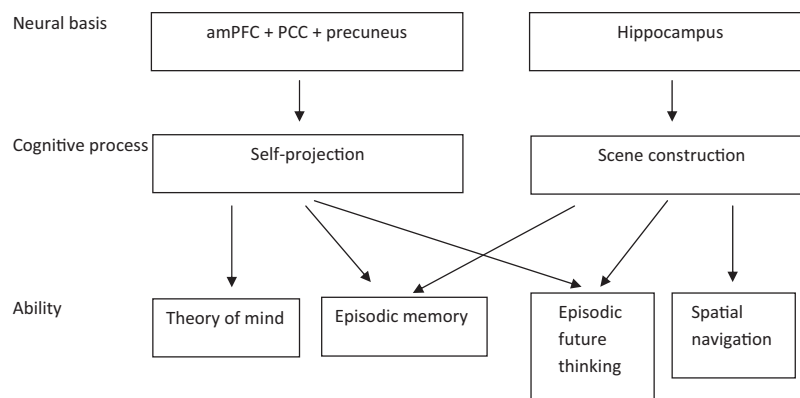 Neural basis
amPFC + PCC + precuneus
Hippocampus
Cognitive process
Self-projection
Scene construction
Ability
Theory of mind
Episodic memory
Episodic
future
thinking
Spatial
navigation